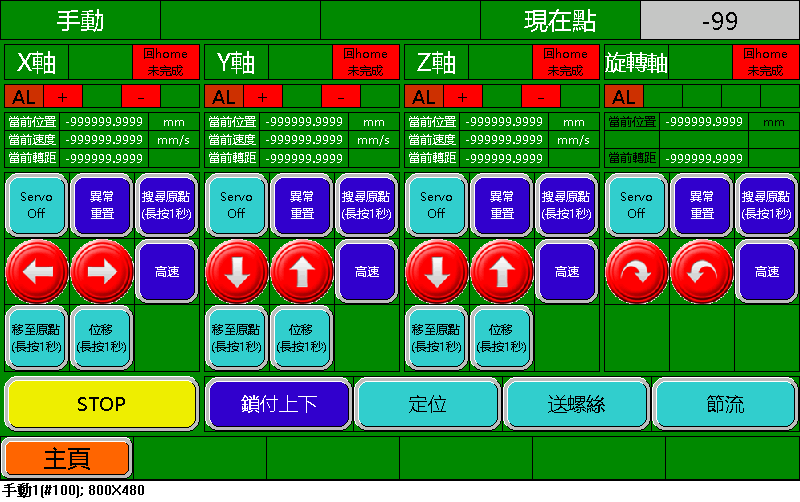 手動 現在點 -99
X軸 回home 未完成 Y軸 回home 未完成 Z軸 回home 未完成 旋轉軸 回home 未完成
AL + - AL + - AL + - AL
當前位置 -999999.9999 mm 當前位置 -999999.9999 mm 當前位置 -999999.9999 mm 當前位置 -999999.9999 mm
當前速度 -999999.9999 mm/s 當前速度 -999999.9999 mm/s 當前速度 -999999.9999 mm/s
當前轉距 -999999.9999 當前轉距 -999999.9999 當前轉距 -999999.9999 當前轉距 -999999.9999
Servo Off 異常重置 搜尋原點 (長按1秒) Servo Off 異常重置 搜尋原點 (長按1秒) Servo Off 異常重置 搜尋原點 (長按1秒) Servo Off 異常重置 搜尋原點 (長按1秒)
高速 高速 高速 高速
移至原點 (長按1秒) 位移 (長按1秒) 移至原點 (長按1秒) 位移 (長按1秒) 移至原點 (長按1秒) 位移 (長按1秒)
STOP 鎖付上下 定位 送螺絲 節流
主頁
手動1(#100); 800X480